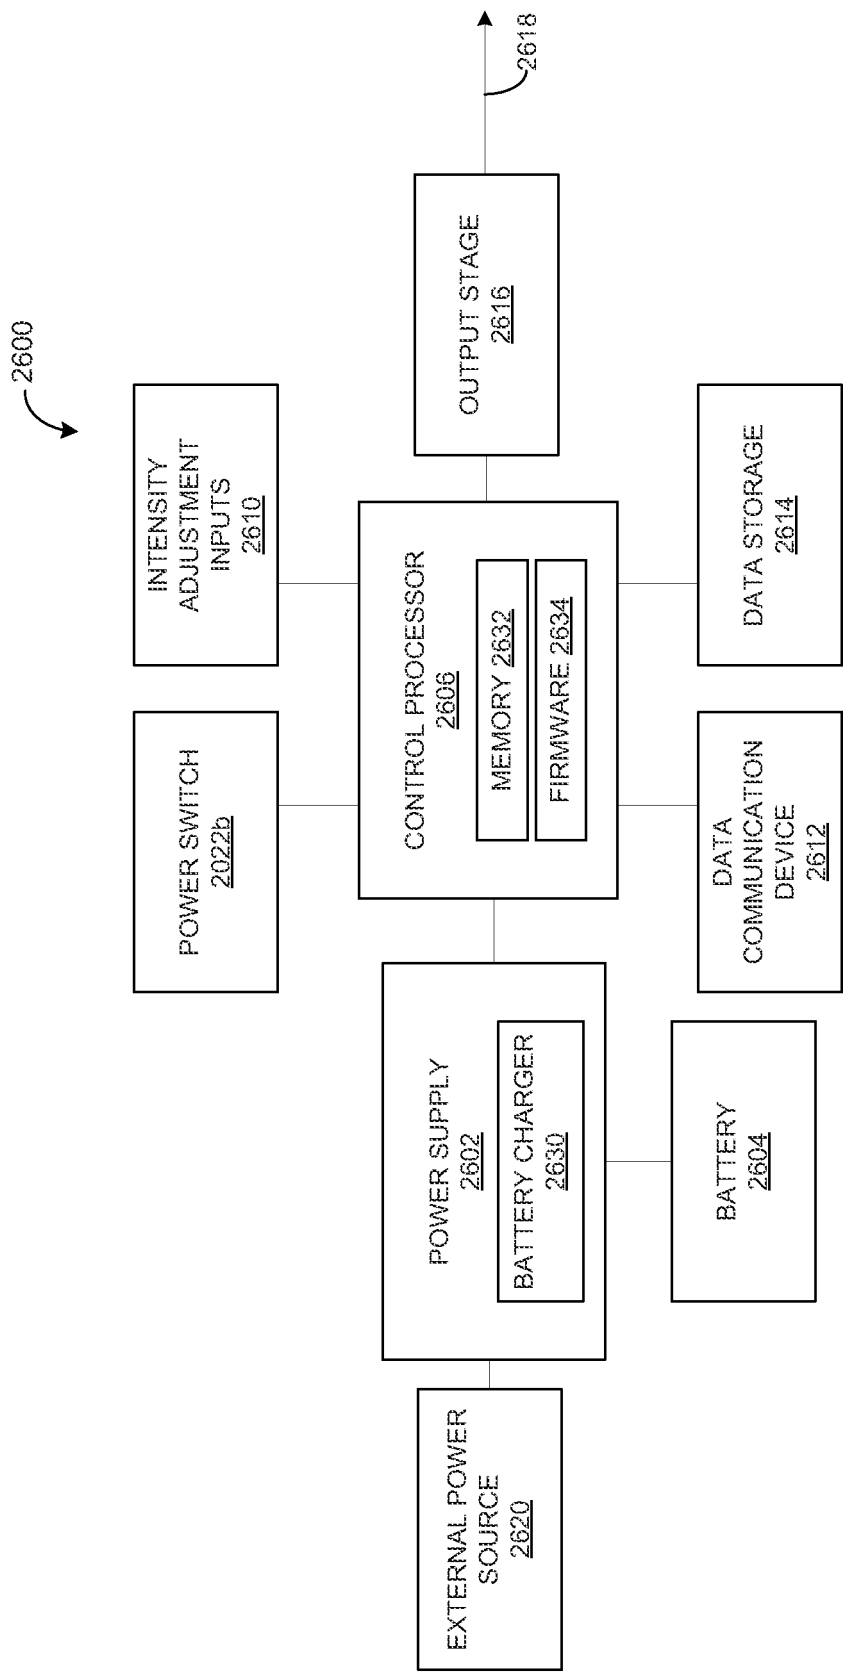 2600
POWER SWITCH
2022b
INTENSITY
ADJUSTMENT
INPUTS
2610
EXTERNAL POWER
SOURCE
2620
POWER SUPPLY
2602
BATTERY CHARGER
2630
CONTROL PROCESSOR
2606
MEMORY 2632
FIRMWARE 2634
OUTPUT STAGE
2616
2618
BATTERY
2604
DATA
COMMUNICATION
DEVICE
2612
DATA STORAGE
2614